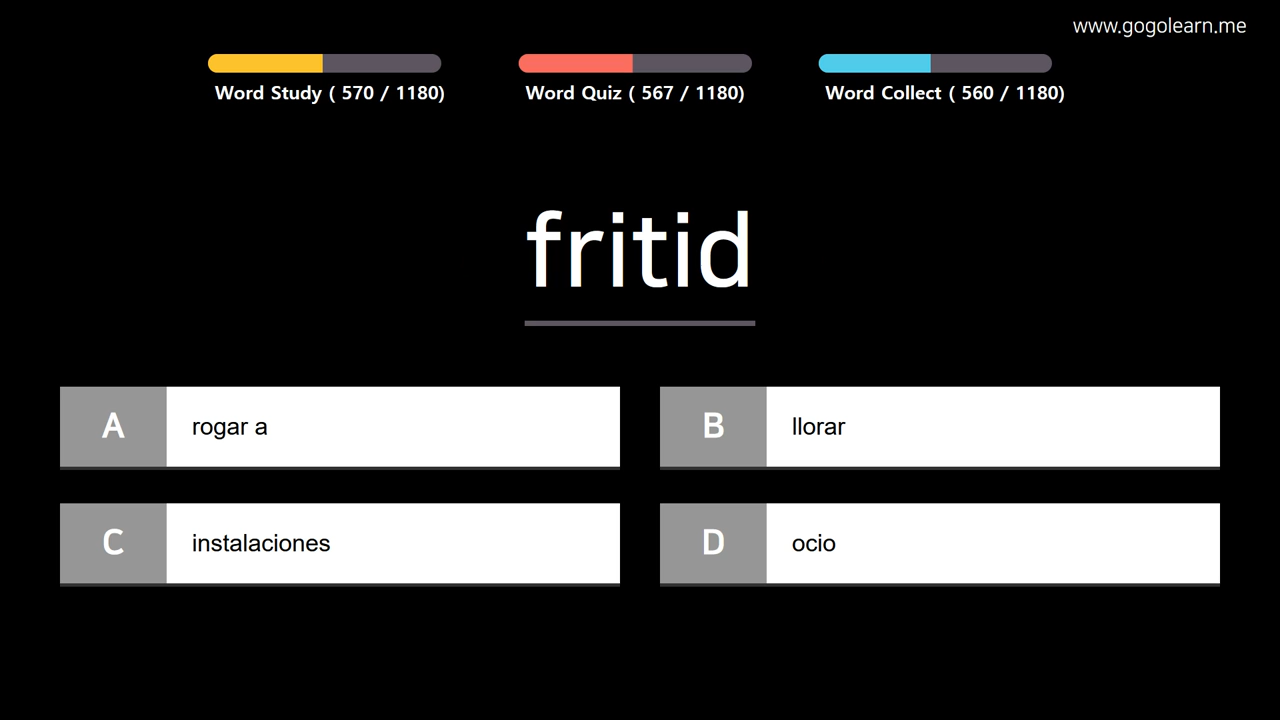 www.gogolearn.me
Word Study ( 570 / 1180)
Word Quiz ( 567 / 1180)
Word Collect ( 560 / 1180)
fritid
A
rogar a
B
llorar
C
instalaciones
D
ocio